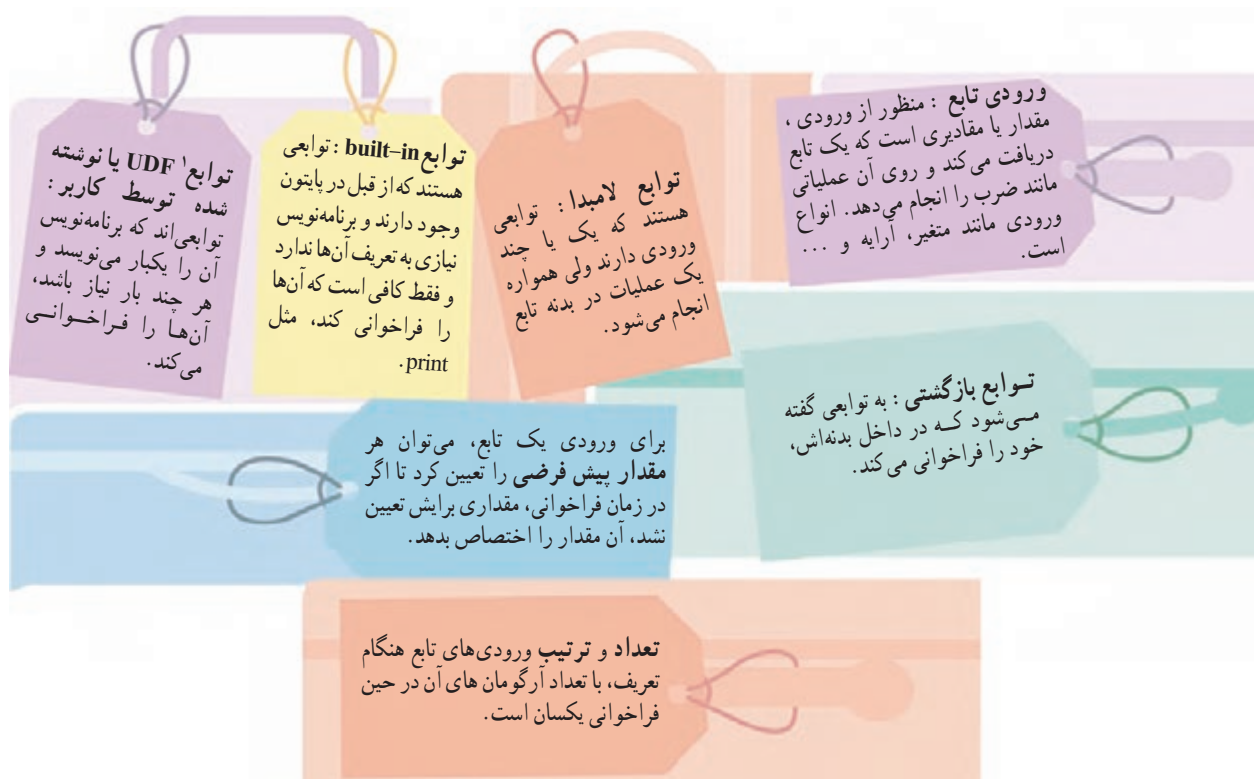 ورودی تابع : منظور از ورودی ،
مقدار یا مقادیری است که یک تابع
دریافت می‌کند و روی آن عملیاتی
مانند ضرب را انجام می‌دهد. انواع
ورودی مانند متغیر، آرایه و ...
است.
توابع لامبدا : توابعی
هستند که یک یا چند
ورودی دارند ولی همواره
یک عملیات در بدنه تابع
انجام می‌شود.
توابع built-in : توابعی
هستند که از قبل در پایتون
وجود دارند و برنامه‌نویس
نیازی به تعریف آن‌ها ندارد
و فقط کافی است که آن‌ها
را فراخوانی کند، مثل
print.
توابع۱ UDF یا نوشته
شده توسط کاربر :
توابعی‌اند که برنامه‌نویس
آن را یکبار می‌نویسد و
هر چند بار نیاز باشد،
آن‌ها را فراخوانی
می‌کند.
توابع بازگشتی : به توابعی گفته
می‌شود که در داخل بدنه‌اش،
خود را فراخوانی می‌کند.
برای ورودی یک تابع، می‌توان هر
مقدار پیش فرضی را تعیین کرد تا اگر
در زمان فراخوانی، مقداری برایش تعیین
نشد، آن مقدار را اختصاص بدهد.
تعداد و ترتیب ورودی‌های تابع هنگام
تعریف، با تعداد آرگومان های آن در حین
فراخوانی یکسان است.